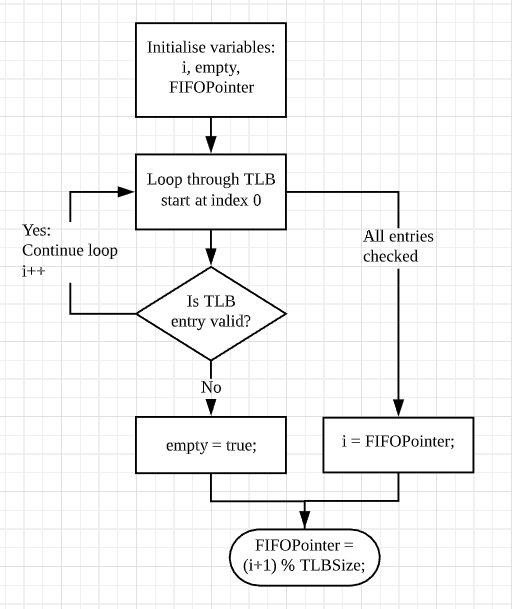 Initialise variables:
i, empty,
FIFOPointer
Loop through TLB
start at index 0
Yes:
Continue loop
i++
All entries
checked
Is TLB
entry valid?
No
empty = true;
i = FIFOPointer;
FIFOPointer =
(i+1) % TLBSize;